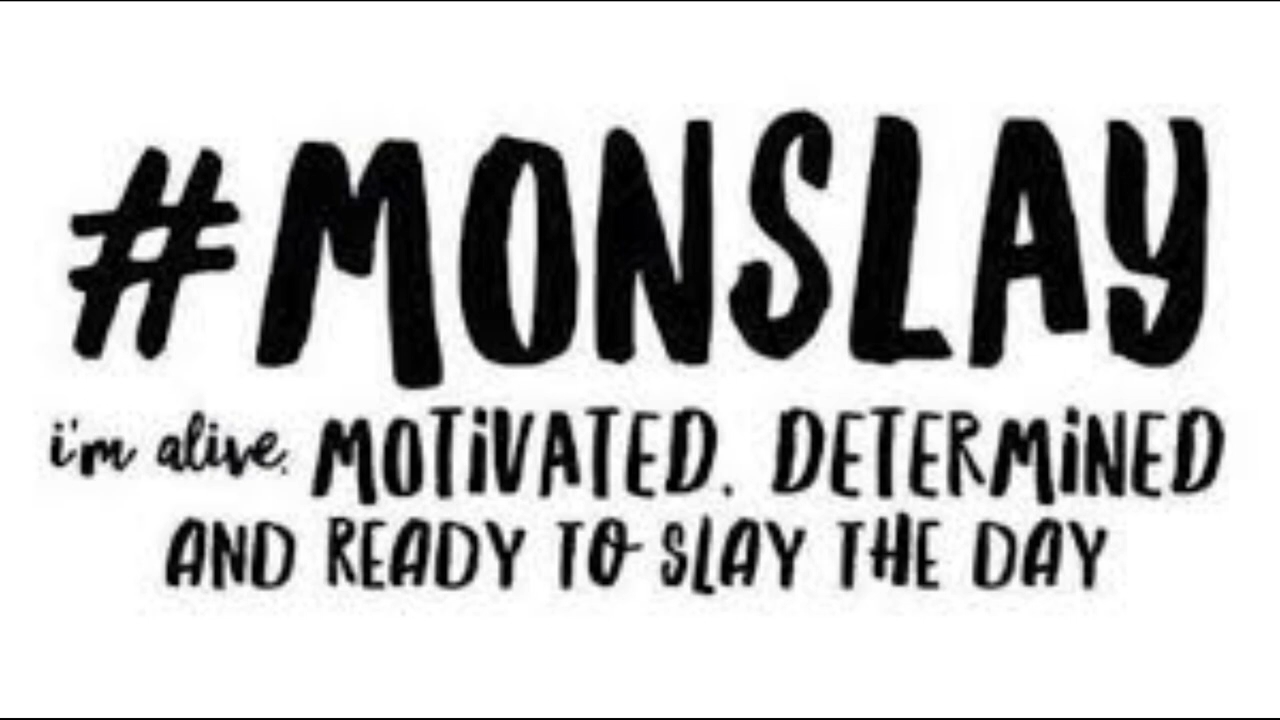 #MONSLAY
i'm alive. MOTiVATED. DETERMiNED
AND READY TO SLAY THE DAY